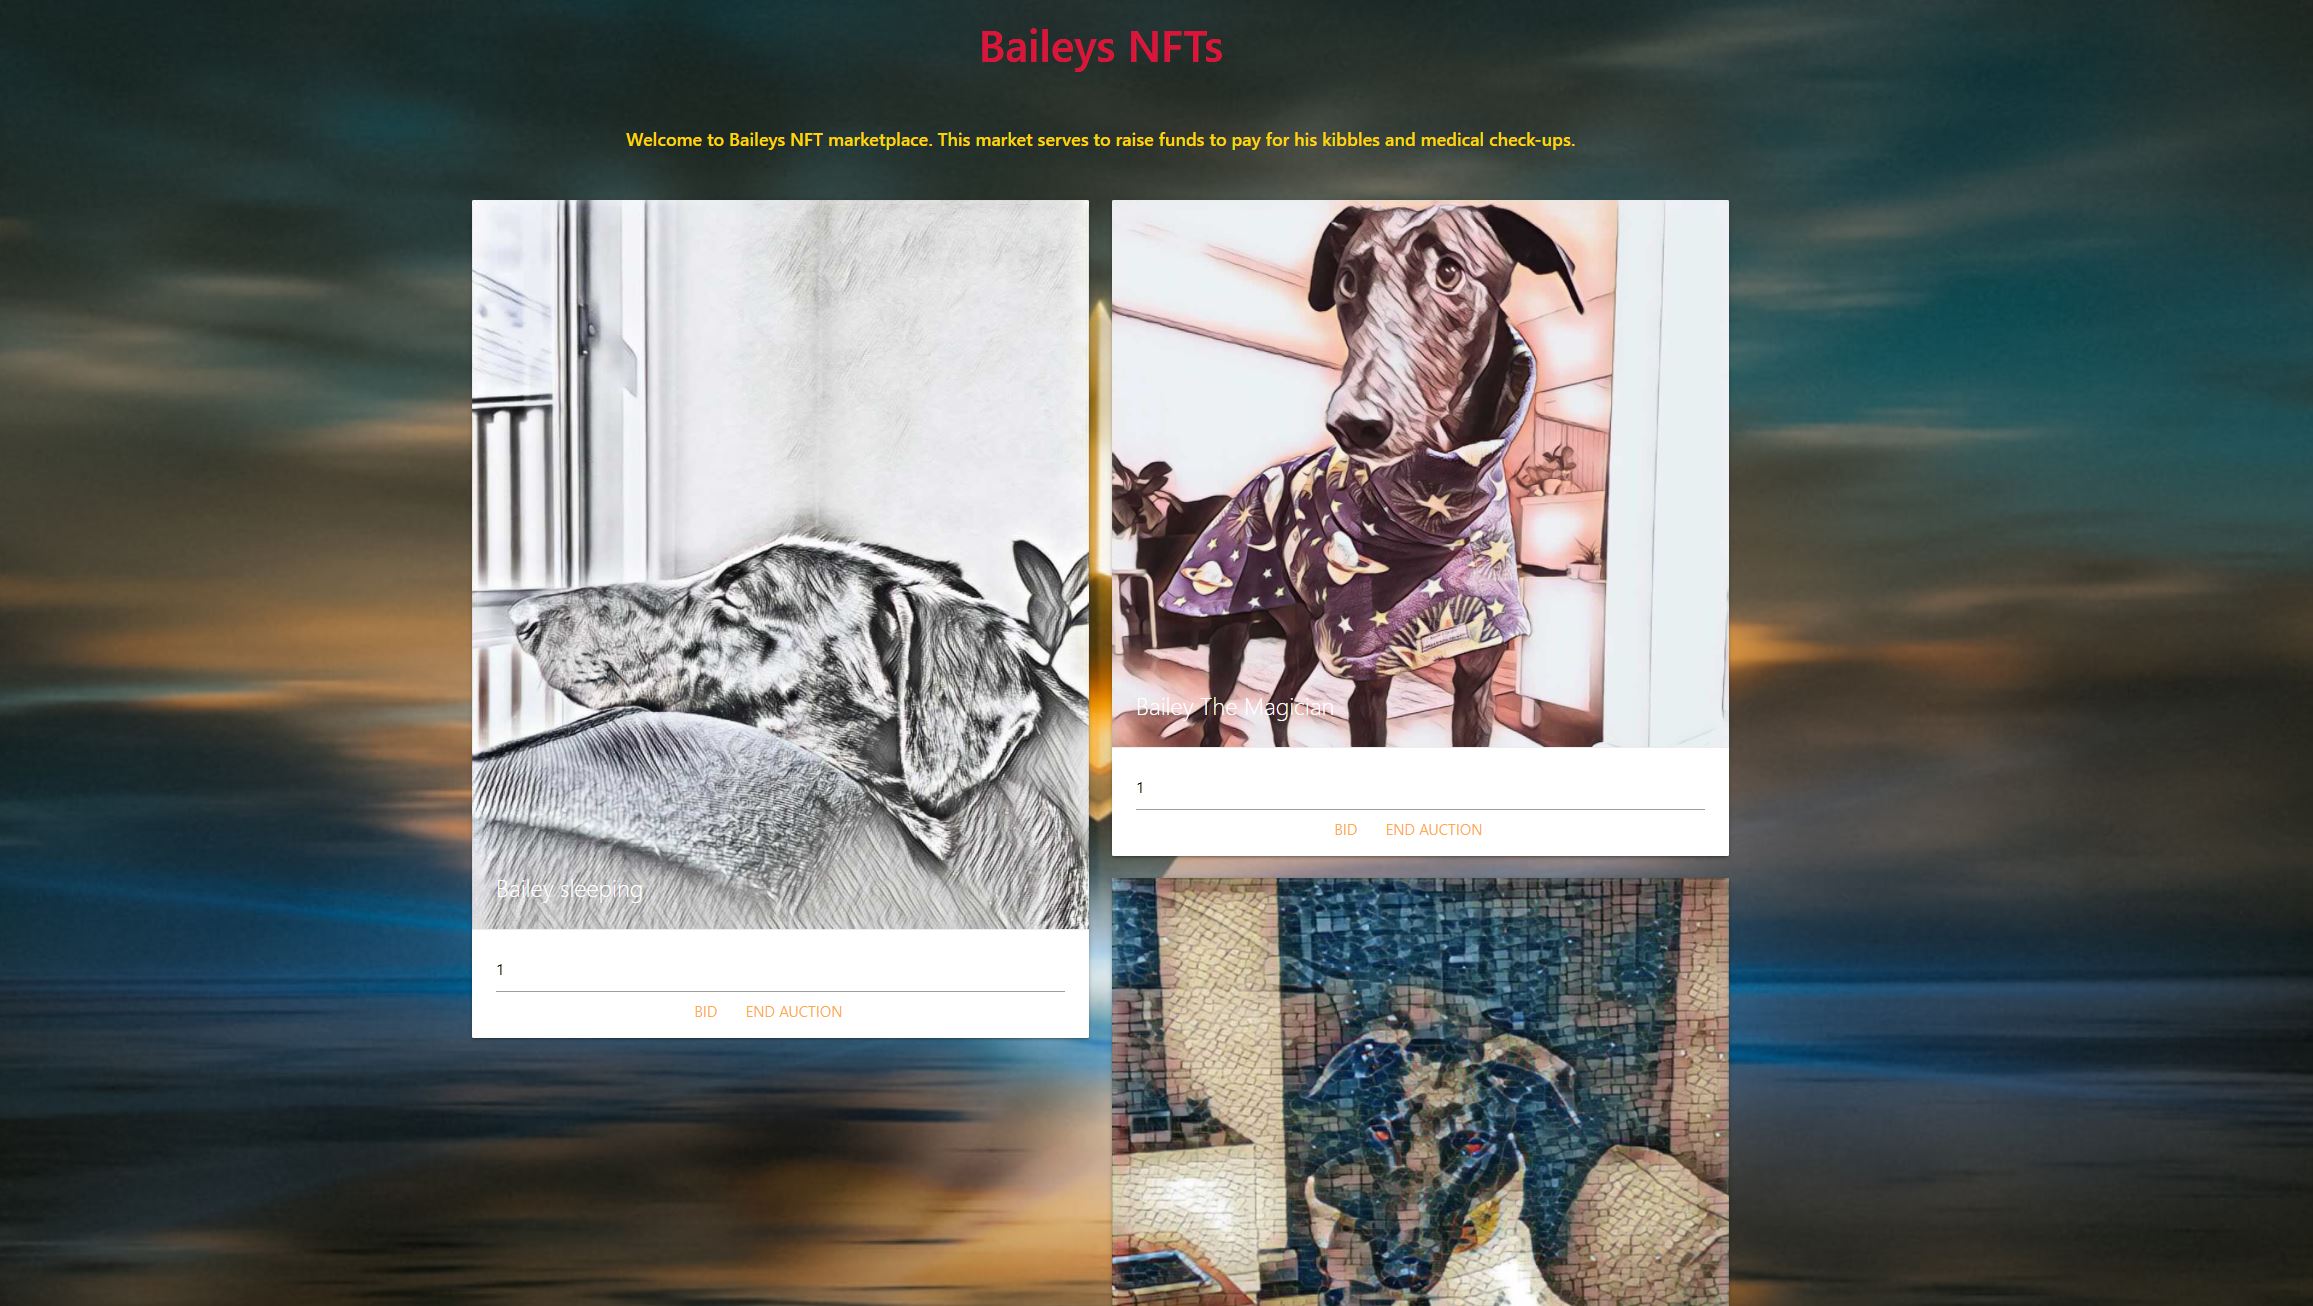 Baileys NFTs
Welcome to Baileys NFT marketplace. This market serves to raise funds to pay for his kibbles and medical check-ups.
Bailey sleeping
1
BID END AUCTION
Bailey The Magician
1
BID END AUCTION